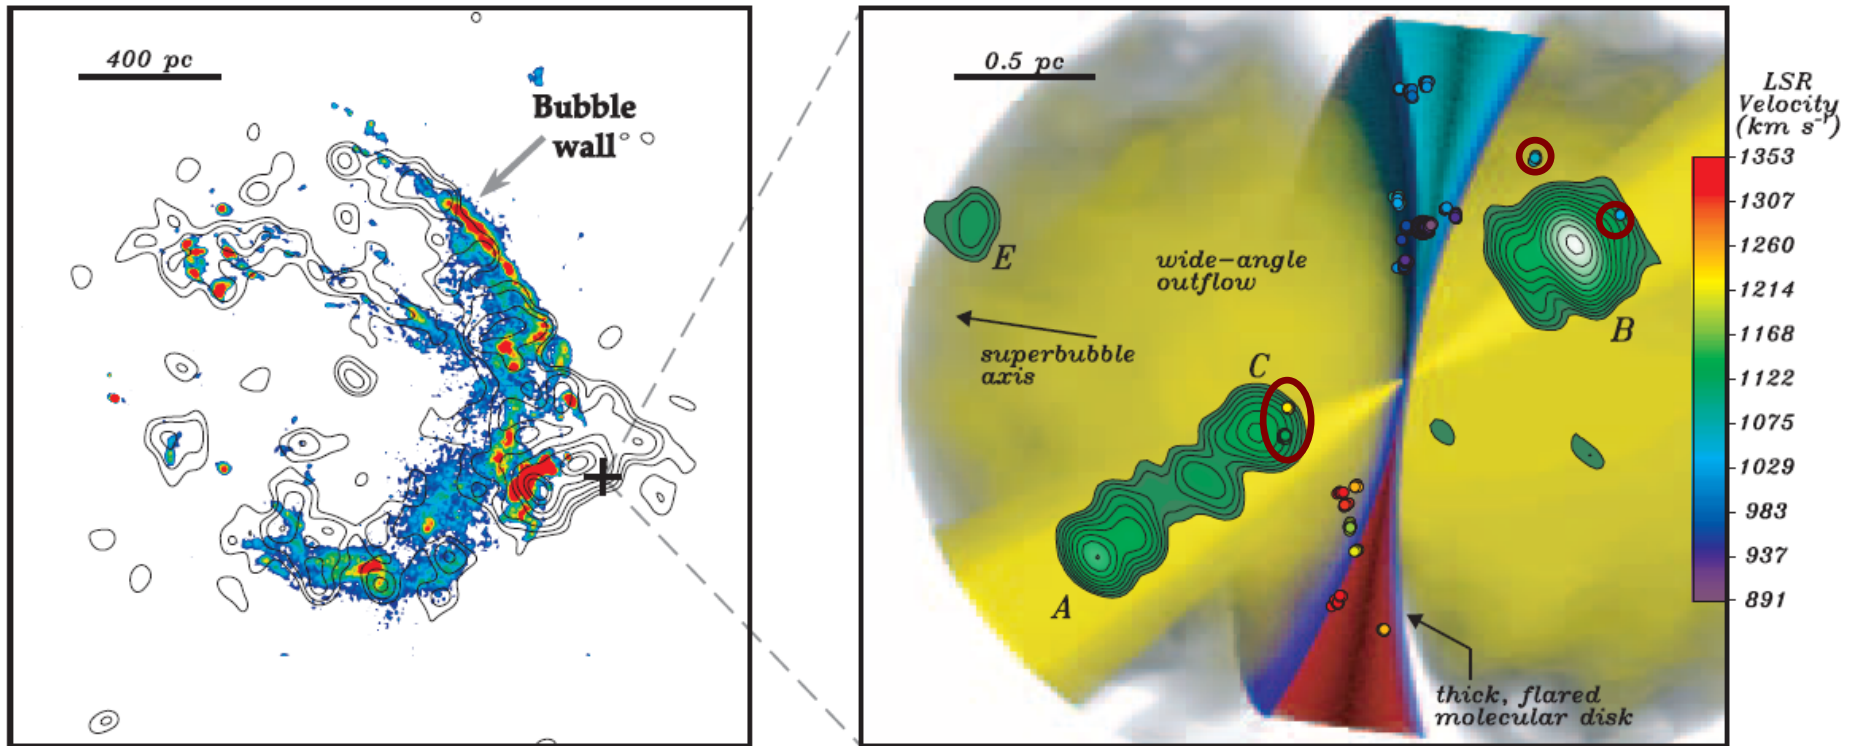 400 pc
Bubble
wall
0.5 pc
E
wide-angle
outflow
superbubble
axis
C
B
A
thick, flared
molecular disk
LSR
Velocity
(km s⁻¹)
1353
1307
1260
1214
1168
1122
1075
1029
983
937
891